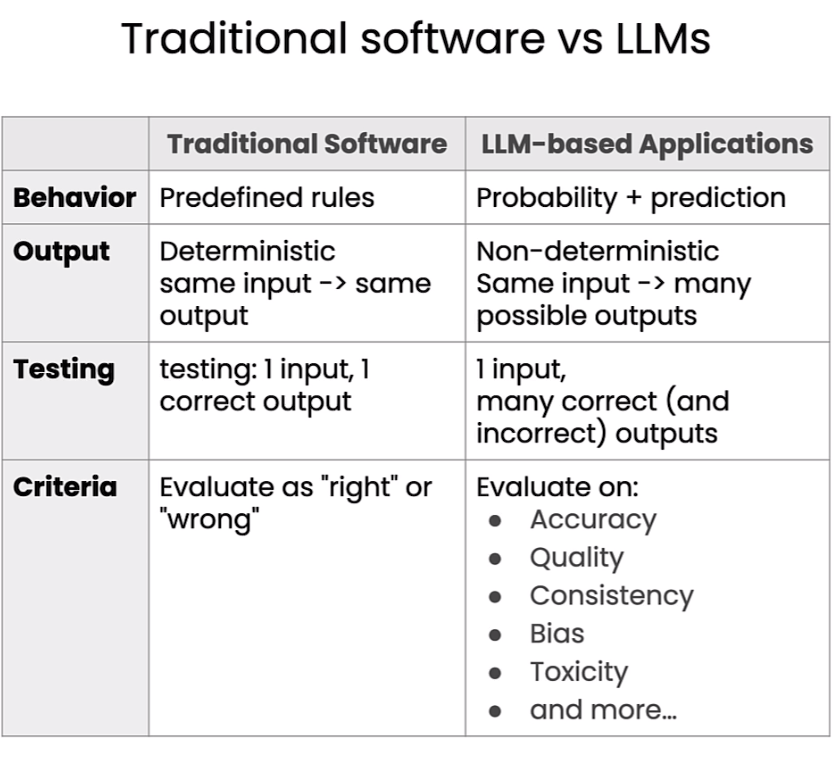 Traditional software vs LLMs
Traditional Software
LLM-based Applications
Behavior
Predefined rules
Probability + prediction
Output
Deterministic
same input -> same
output
Non-deterministic
Same input -> many
possible outputs
Testing
testing: 1 input, 1
correct output
1 input,
many correct (and
incorrect) outputs
Criteria
Evaluate as "right" or
"wrong"
Evaluate on:
● Accuracy
● Quality
● Consistency
● Bias
● Toxicity
● and more...